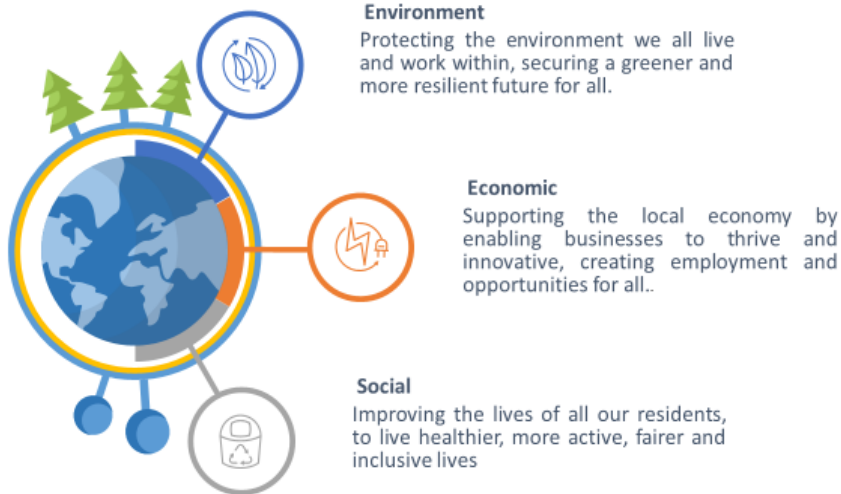 Environment
Protecting the environment we all live
and work within, securing a greener and
more resilient future for all.
Economic
Supporting the local economy by
enabling businesses to thrive and
innovative, creating employment and
opportunities for all..
Social
Improving the lives of all our residents,
to live healthier, more active, fairer and
inclusive lives